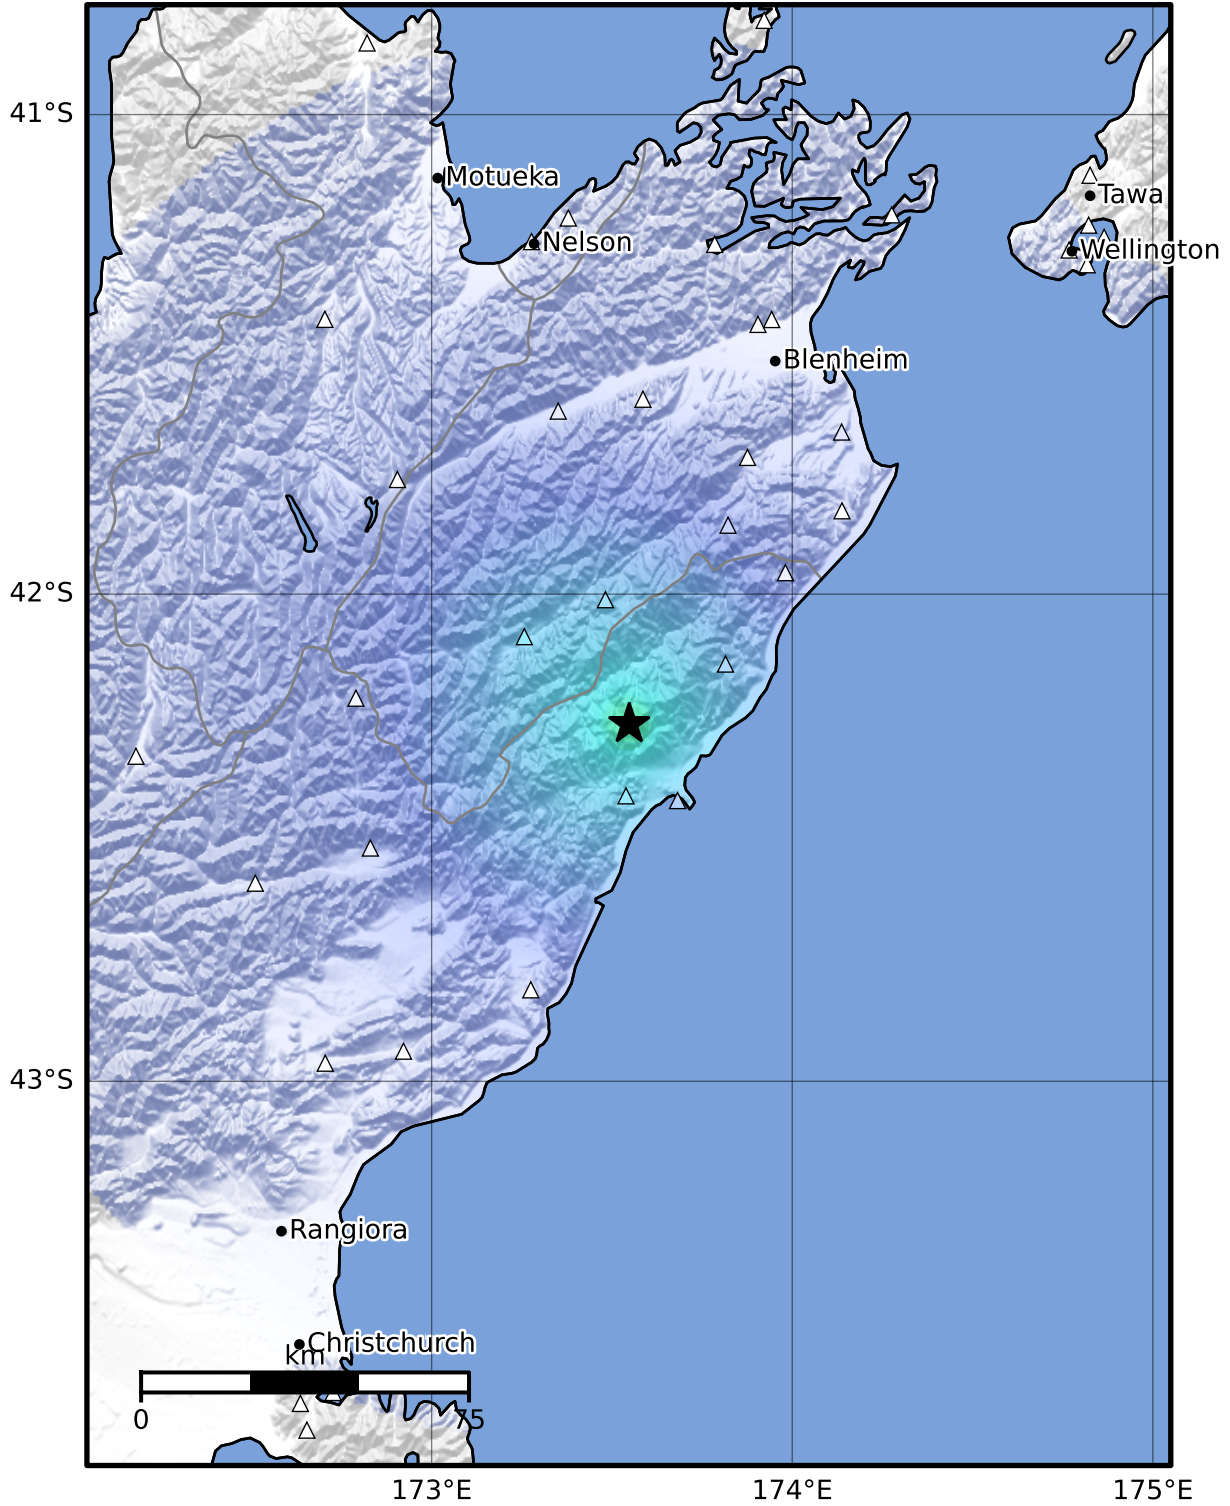 41°S
Motueka
Tawa
Nelson
Wellington
Blenheim
42°S
43°S
Rangiora
Christchurch
km
0
75
173°E
174°E
175°E